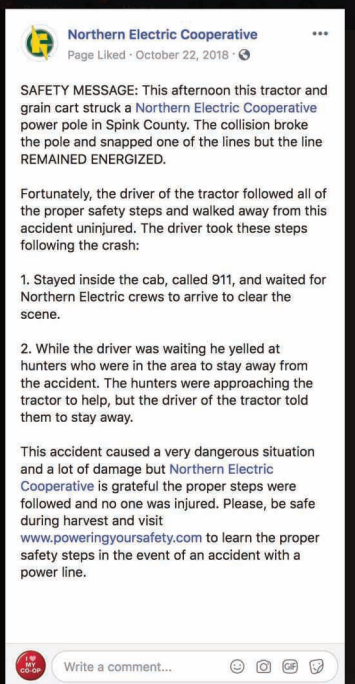 Northern Electric Cooperative
Page Liked · October 22, 2018 ·
SAFETY MESSAGE: This afternoon this tractor and
grain cart struck a Northern Electric Cooperative
power pole in Spink County. The collision broke
the pole and snapped one of the lines but the line
REMAINED ENERGIZED.
Fortunately, the driver of the tractor followed all of
the proper safety steps and walked away from this
accident uninjured. The driver took these steps
following the crash:
1. Stayed inside the cab, called 911, and waited for
Northern Electric crews to arrive to clear the
scene.
2. While the driver was waiting he yelled at
hunters who were in the area to stay away from
the accident. The hunters were approaching the
tractor to help, but the driver of the tractor told
them to stay away.
This accident caused a very dangerous situation
and a lot of damage but Northern Electric
Cooperative is grateful the proper steps were
followed and no one was injured. Please, be safe
during harvest and visit
www.poweringyoursafety.com to learn the proper
safety steps in the event of an accident with a
power line.
I ♥
MY
CO-OP
Write a comment...
GIF